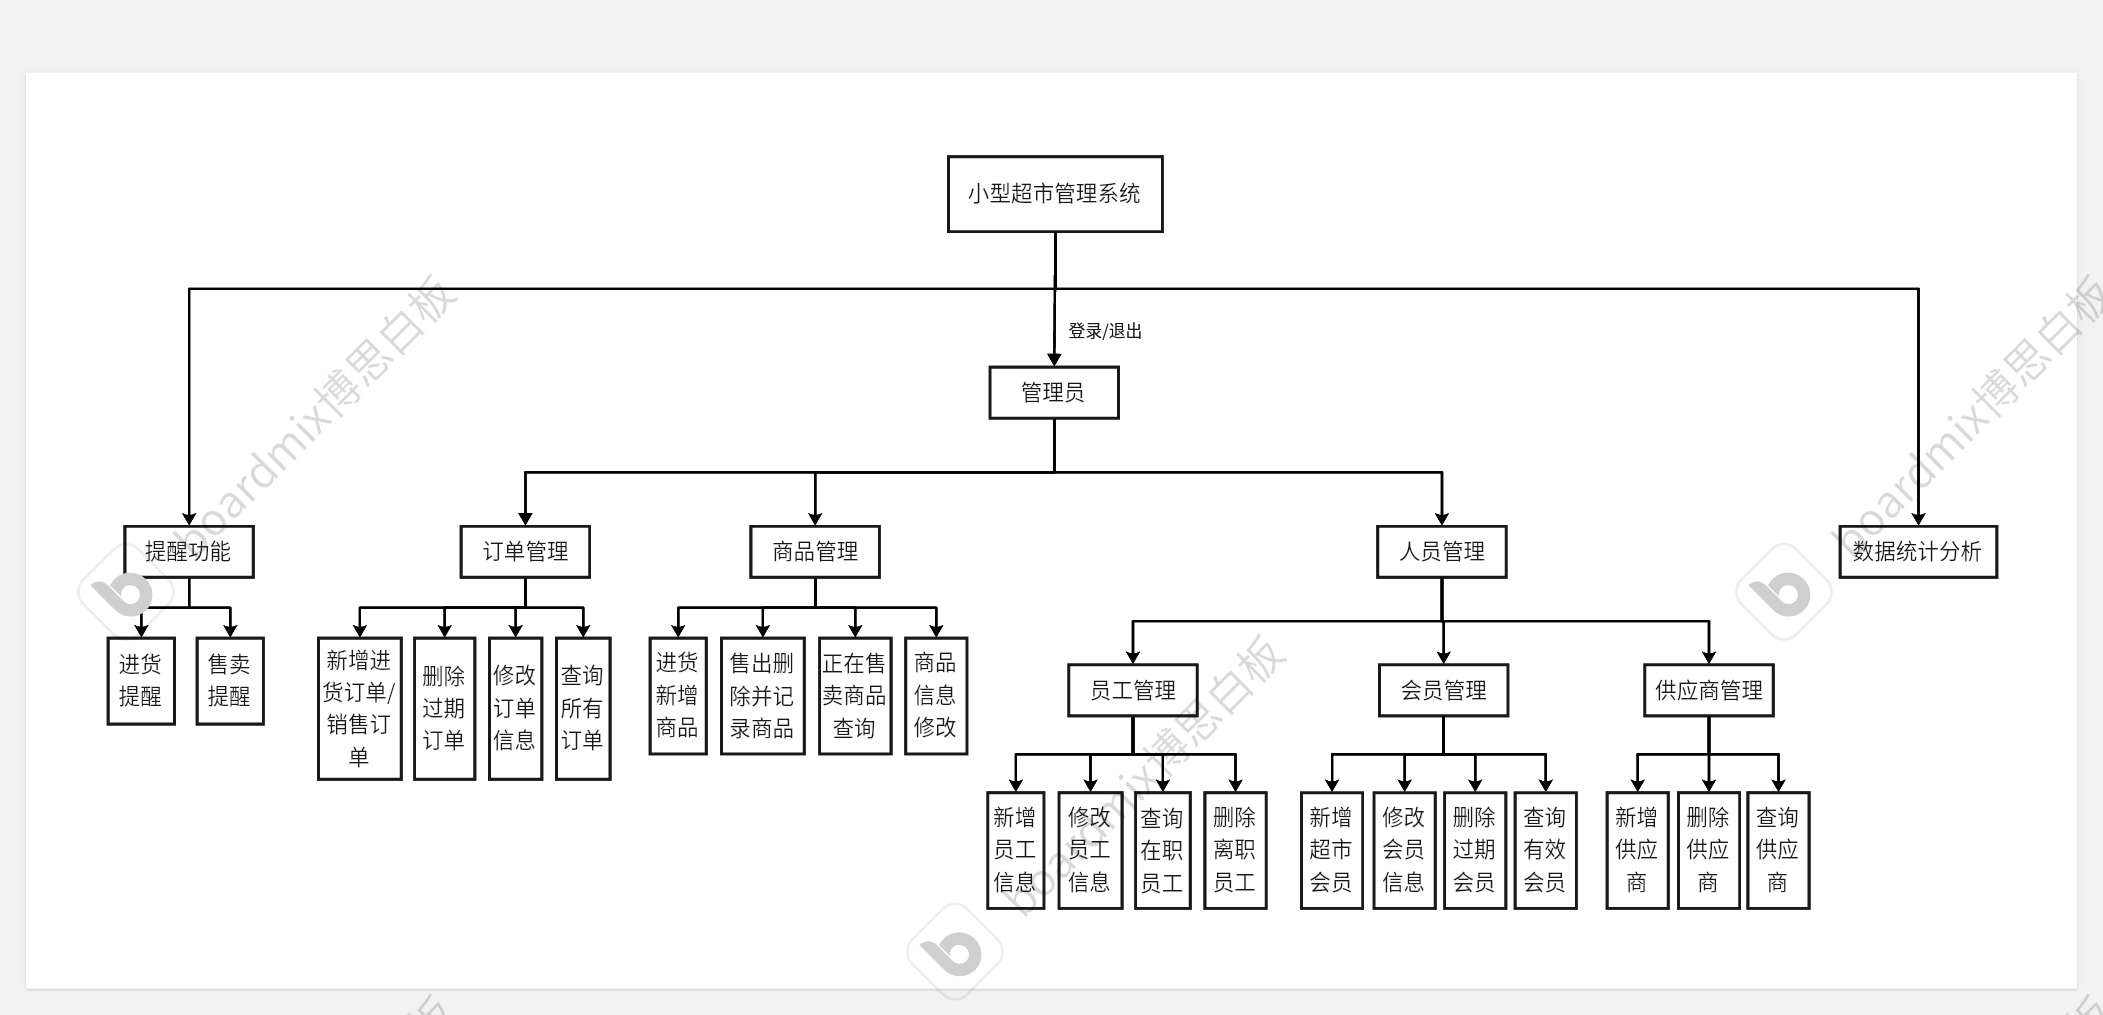 小型超市管理系统
登录/退出
管理员
提醒功能
订单管理
商品管理
人员管理
数据统计分析
进货
提醒
售卖
提醒
新增进
货订单/
销售订
单
删除
过期
订单
修改
订单
信息
查询
所有
订单
进货
新增
商品
售出删
除并记
录商品
正在售
卖商品
查询
商品
信息
修改
员工管理
会员管理
供应商管理
新增
员工
信息
修改
员工
信息
查询
在职
员工
删除
离职
员工
新增
超市
会员
修改
会员
信息
删除
过期
会员
查询
有效
会员
新增
供应
商
删除
供应
商
查询
供应
商
boardmix博思白板
boardmix博思白板
boardmix博思白板
板
板